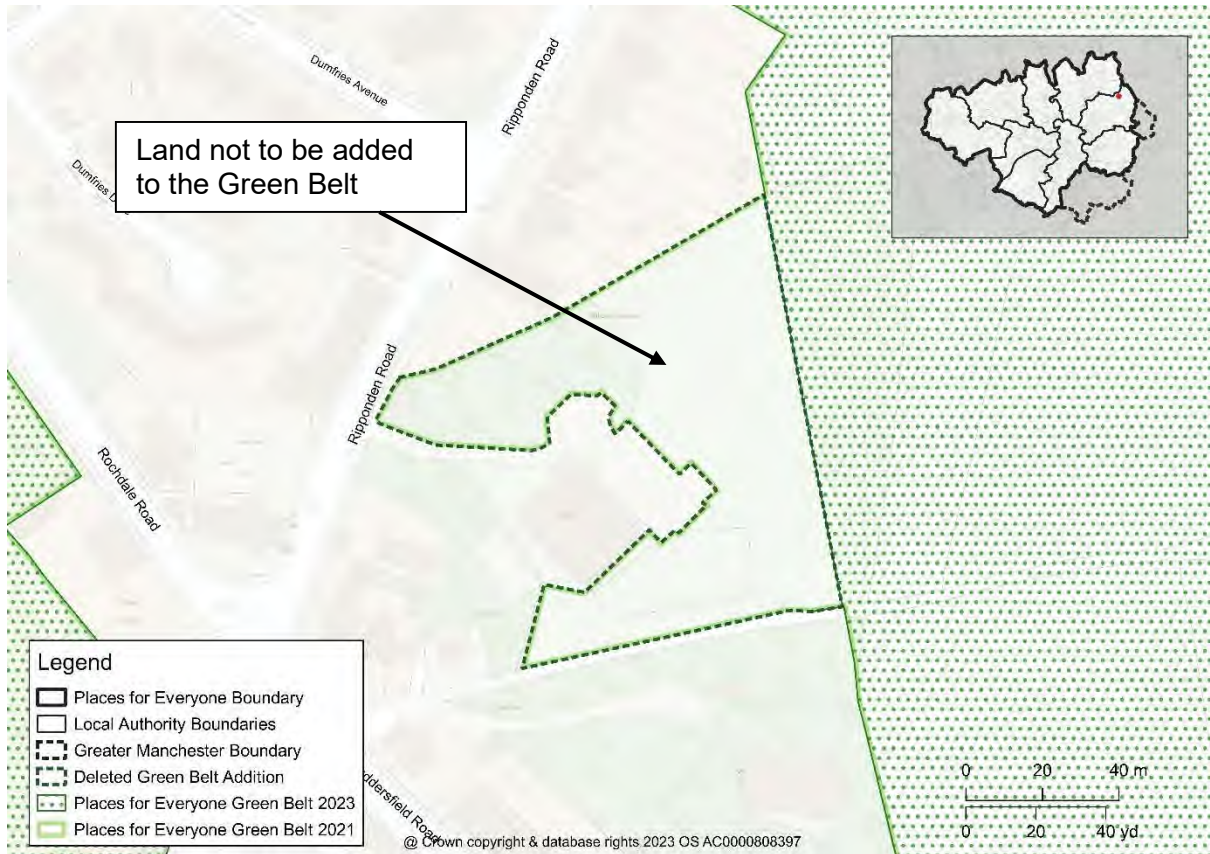 Dumfries Avenue
Ripponden Road
Land not to be added
to the Green Belt
Dumfries
Ripponden Road
Rochdale Road
Legend
Places for Everyone Boundary
Local Authority Boundaries
Greater Manchester Boundary
Deleted Green Belt Addition
Places for Everyone Green Belt 2023
Places for Everyone Green Belt 2021
ddersfield Road
0 20 40 m
0 20 40 yd
@ Crown copyright & database rights 2023 OS AC0000808397